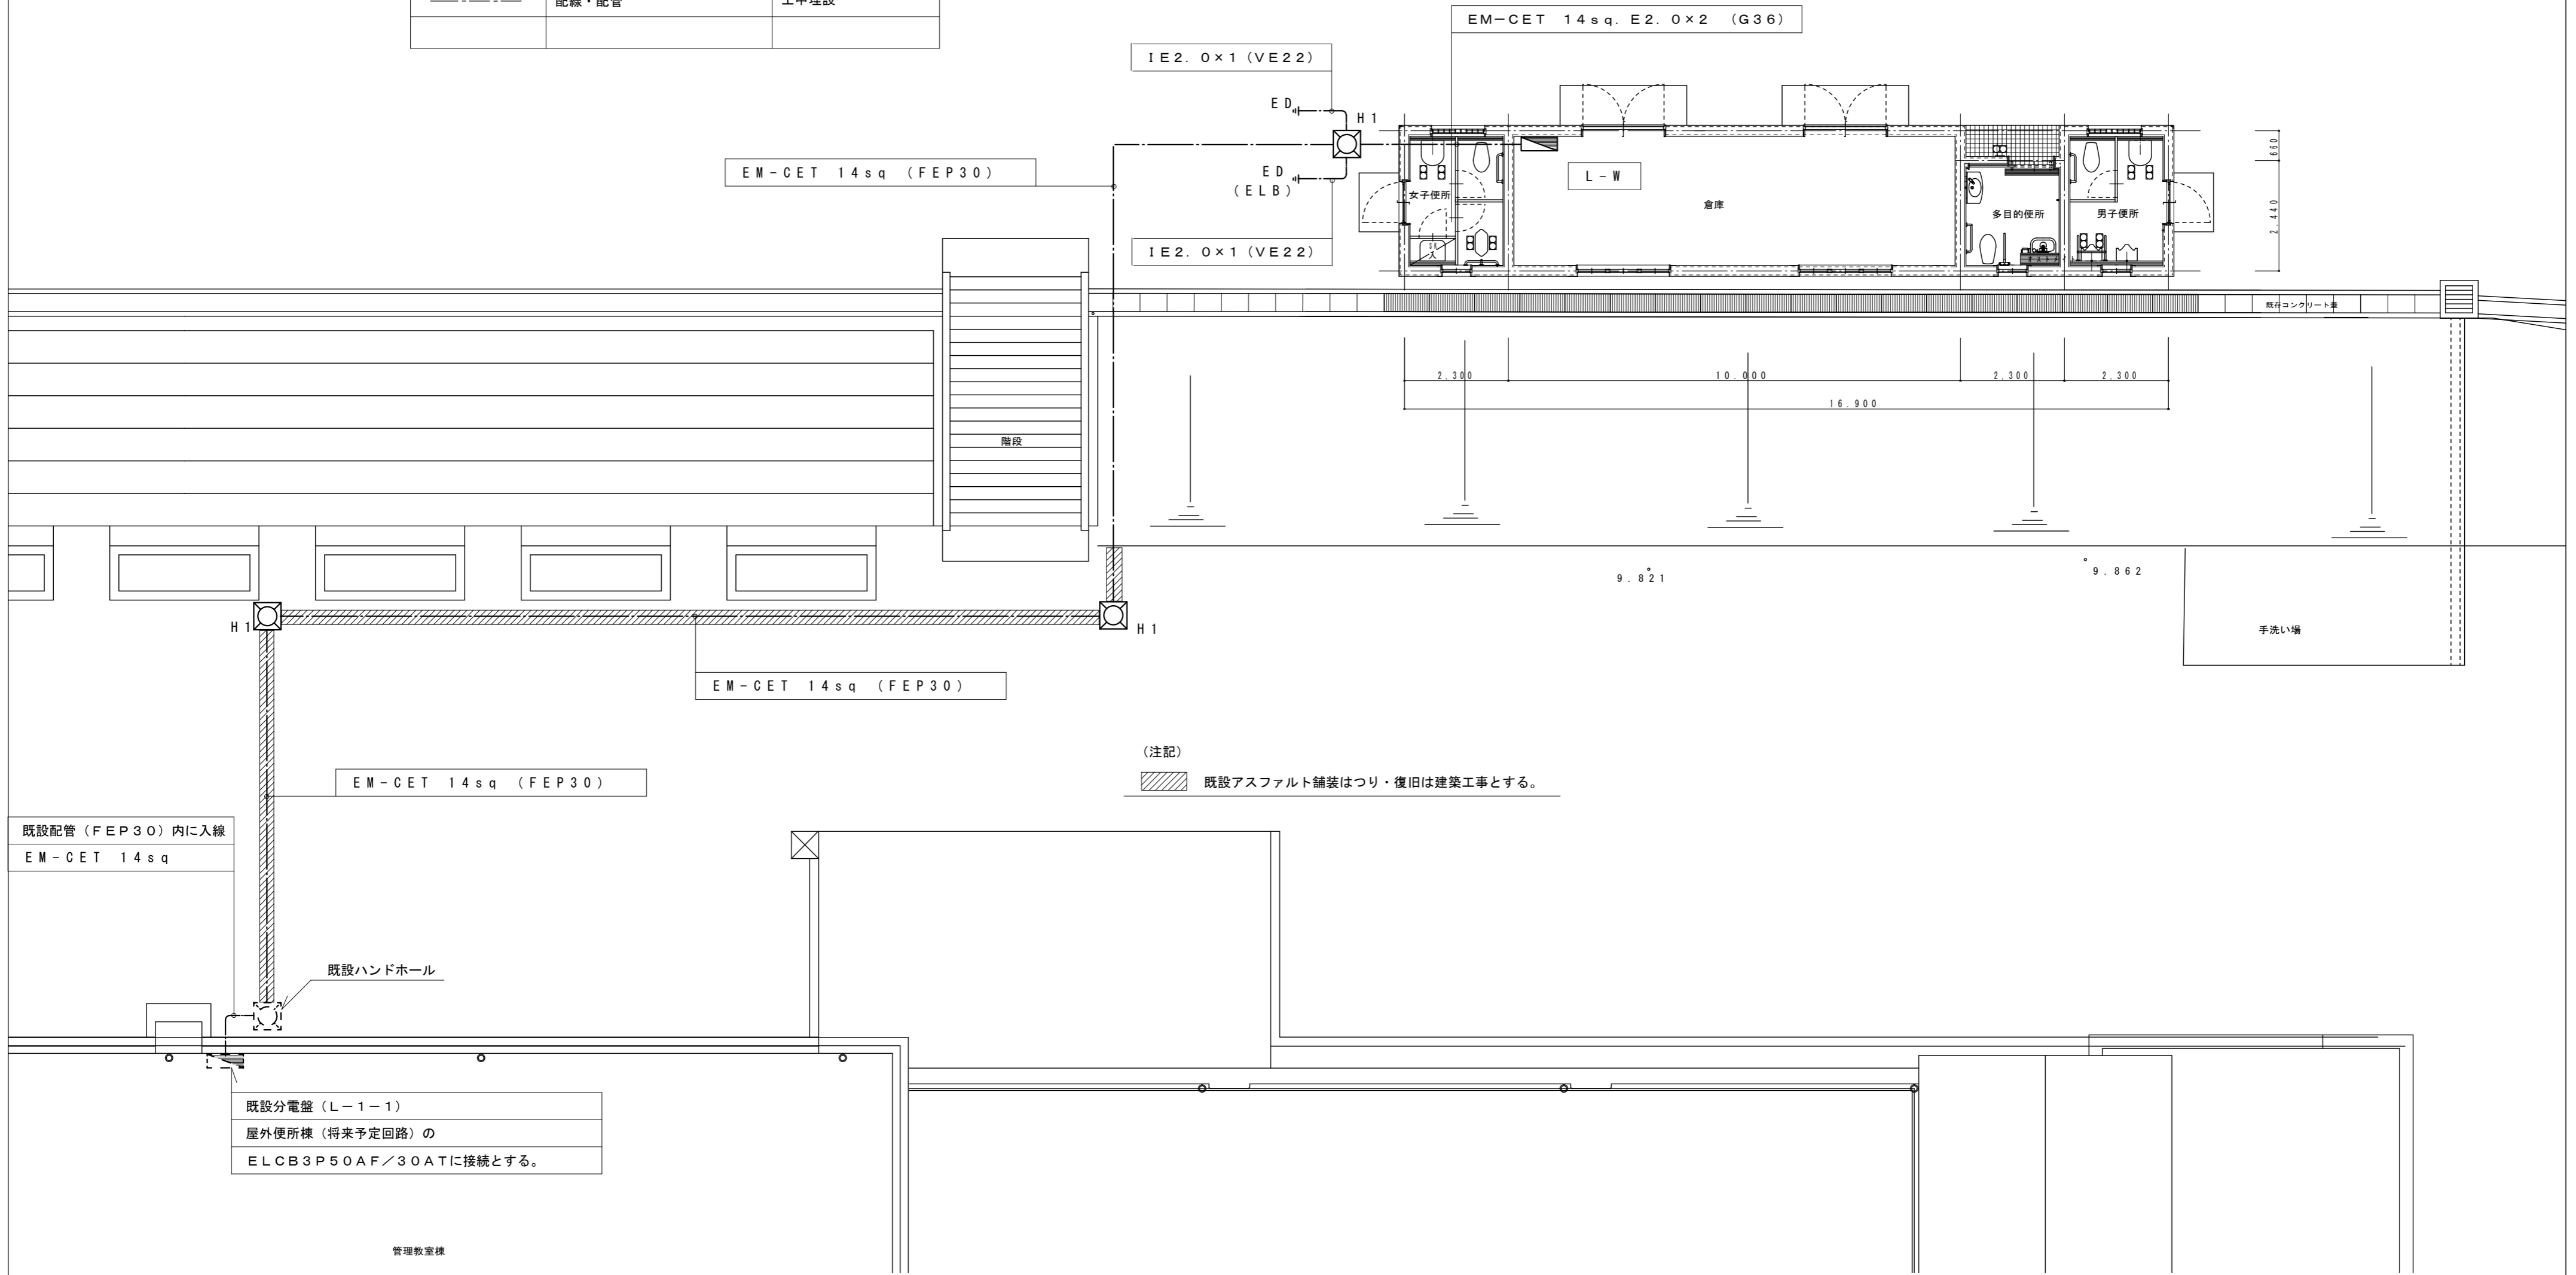 配線・配管
土中埋設
EM−CET 14sq. E2. 0×2 (G36)
IE2. 0×1 (VE22)
ED
H1
EM-CET 14sq (FEP30)
ED
(ELB)
L-W
女子便所
倉庫
多目的便所
男子便所
660
2,440
SK
IE2. 0×1 (VE22)
既存コンクリート蓋
2,300
10.000
2,300
2,300
16.900
階段
9.821
9.862
H1
H1
手洗い場
EM-CET 14sq (FEP30)
(注記)
EM-CET 14sq (FEP30)
既設アスファルト舗装はつり・復旧は建築工事とする。
既設配管(FEP30)内に入線
EM-CET 14sq
既設ハンドホール
既設分電盤(L−1−1)
屋外便所棟(将来予定回路)の
ELCB3P50AF/30ATに接続とする。
管理教室棟